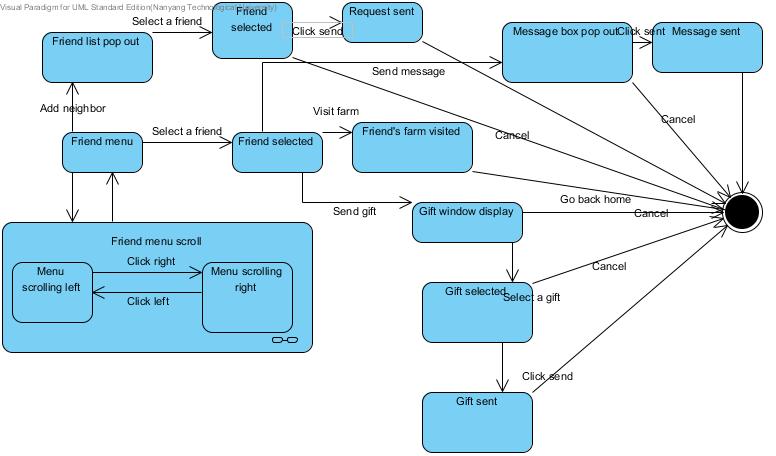 Visual Paradigm for UML Standard Edition(Nanyang Technological University)
Select a friend
Friend
selected
Click send
Request sent
Friend list pop out
Message box pop out
Click sent
Message sent
Send message
Add neighbor
Visit farm
Cancel
Cancel
Friend menu
Select a friend
Friend selected
Friend's farm visited
Go back home
Send gift
Gift window display
Cancel
Friend menu scroll
Click right
Menu
scrolling left
Menu scrolling
right
Click left
Cancel
Gift selected
Select a gift
Click send
Gift sent